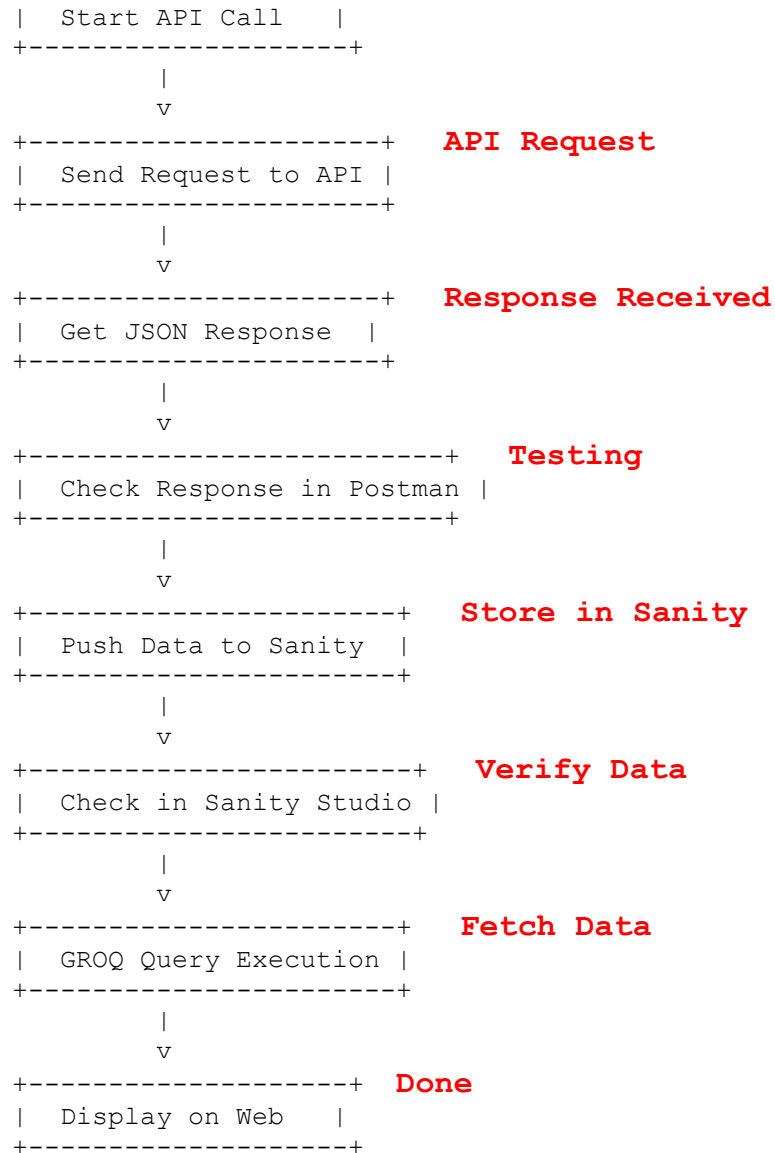 |  Start API Call   |
+--------------------+
|
v
+----------------------+   API Request
|  Send Request to API |
+----------------------+
|
v
+----------------------+   Response Received
|  Get JSON Response  |
+----------------------+
|
v
+--------------------------+   Testing
|  Check Response in Postman |
+--------------------------+
|
v
+-----------------------+   Store in Sanity
|  Push Data to Sanity  |
+-----------------------+
|
v
+------------------------+   Verify Data
|  Check in Sanity Studio |
+------------------------+
|
v
+-----------------------+   Fetch Data
|  GROQ Query Execution |
+-----------------------+
|
v
+--------------------+  Done
|  Display on Web   |
+--------------------+